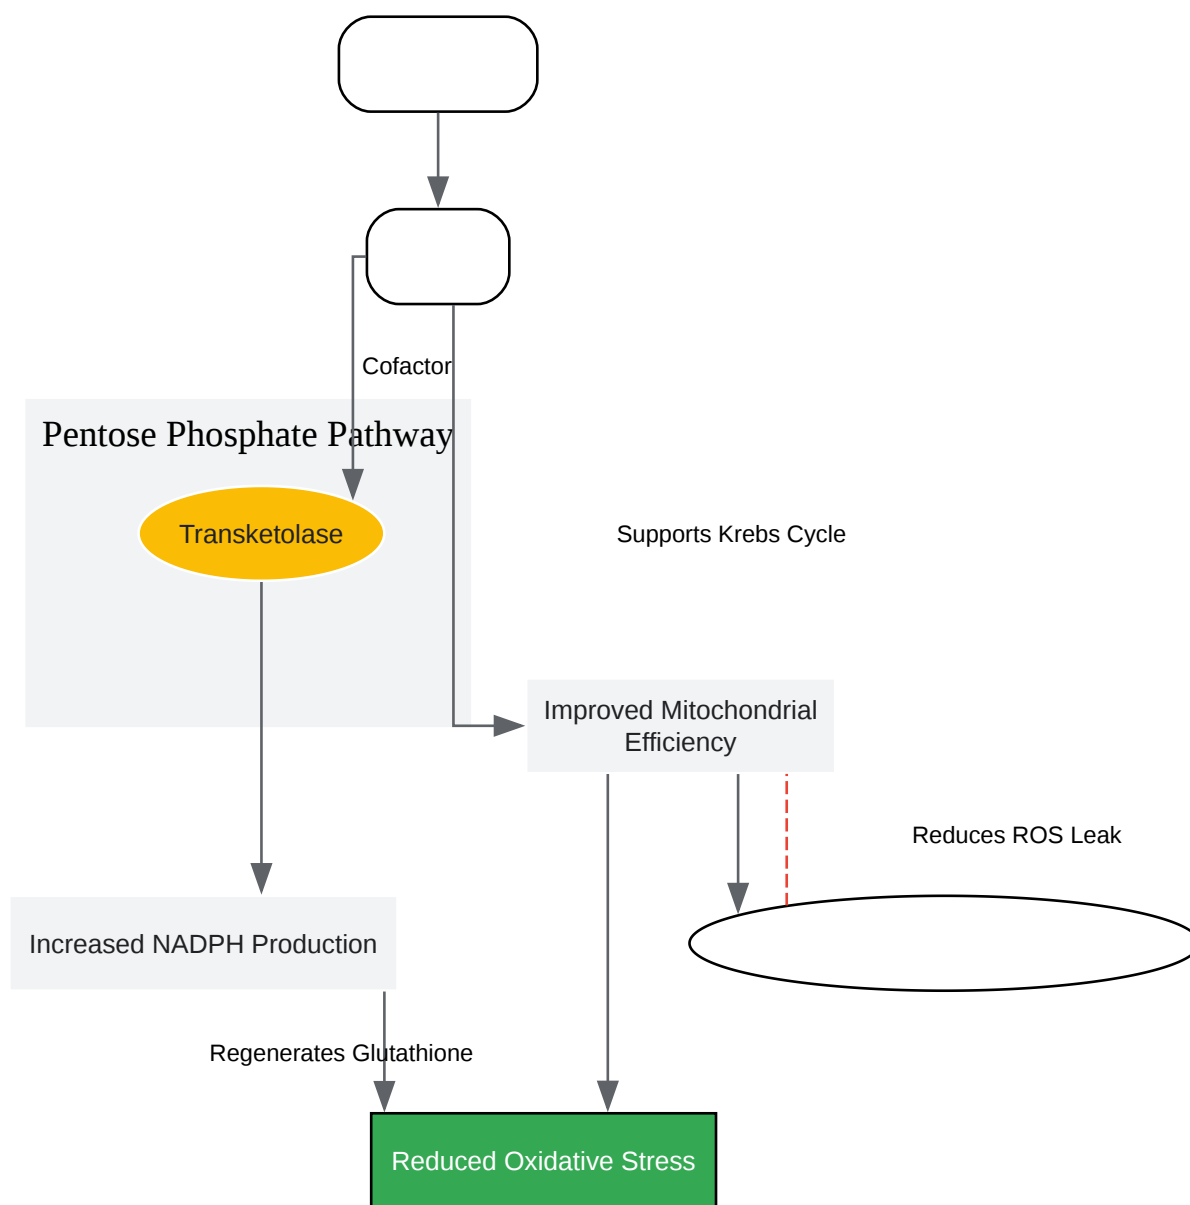 Cofactor
Pentose Phosphate Pathway
Transketolase
Supports Krebs Cycle
Improved Mitochondrial
Efficiency
Reduces ROS Leak
Increased NADPH Production
Regenerates Glutathione
Reduced Oxidative Stress